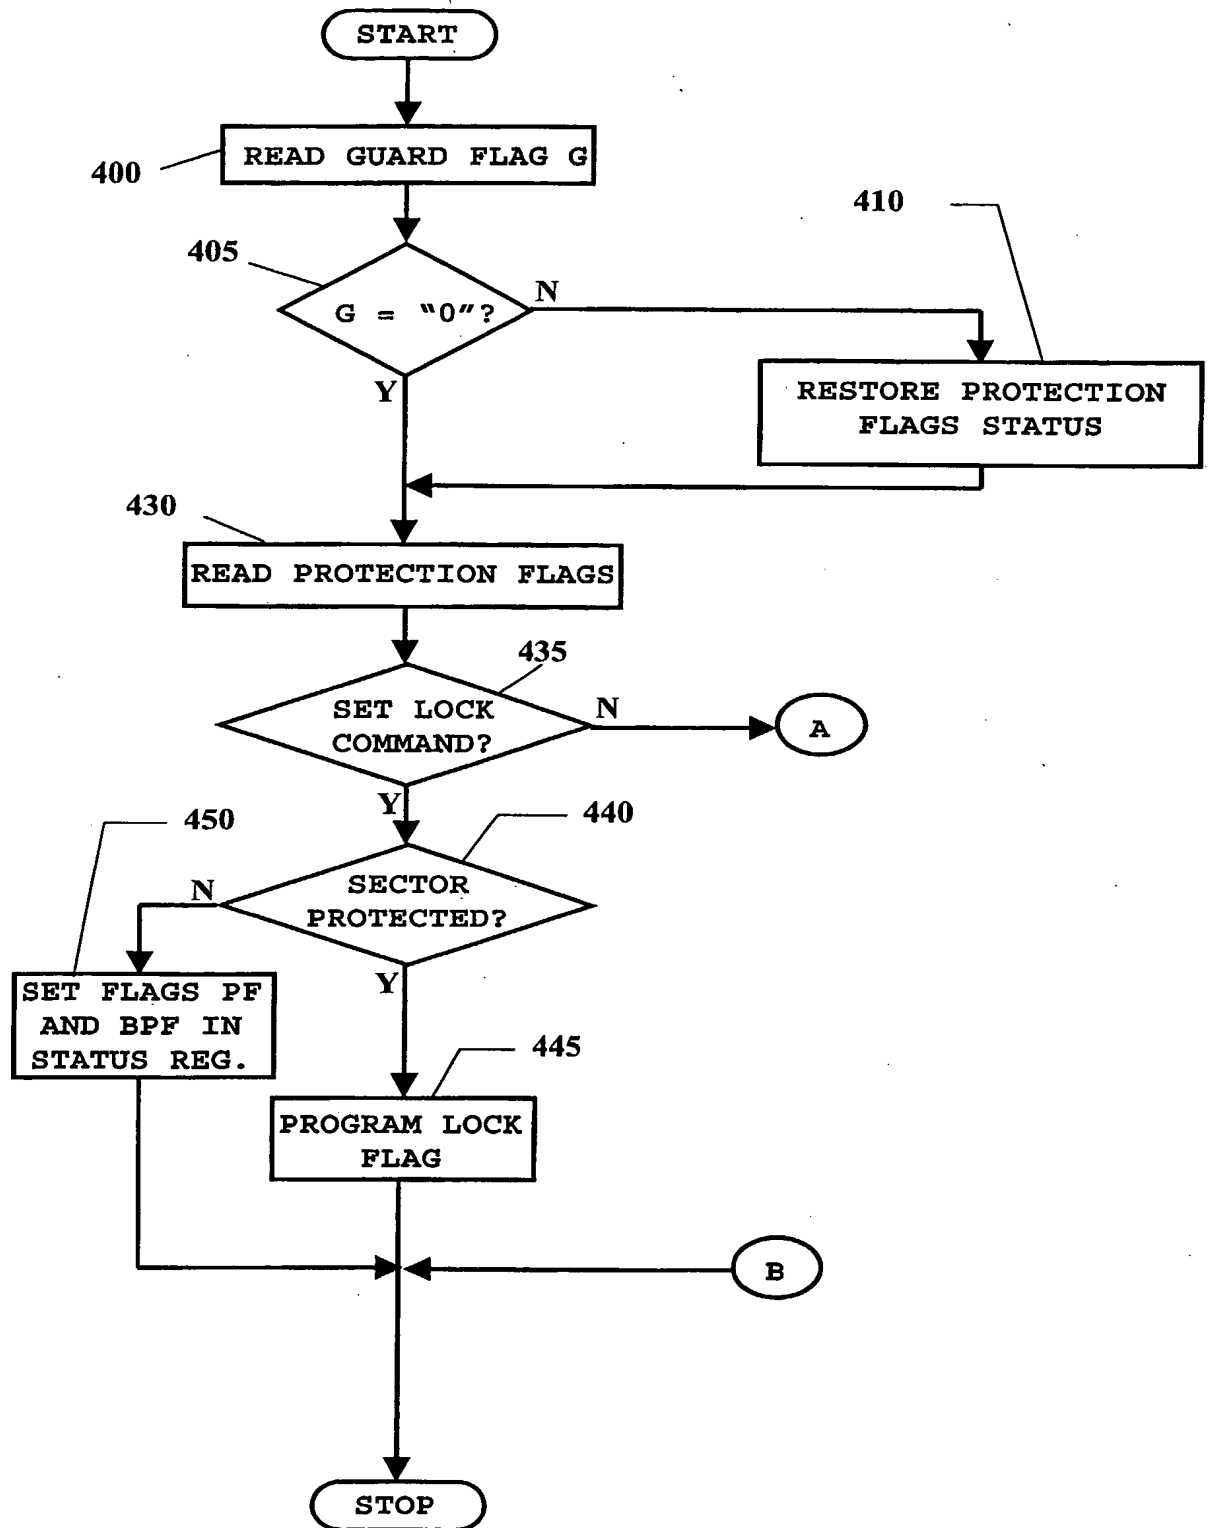 START
READ GUARD FLAG G
400
410
405
N
G = “0”?
Y
RESTORE PROTECTION
FLAGS STATUS
430
READ PROTECTION FLAGS
435
SET LOCK
COMMAND?
N
A
Y
450
440
N
SECTOR
PROTECTED?
Y
SET FLAGS PF
AND BPF IN
STATUS REG.
445
PROGRAM LOCK
FLAG
B
STOP